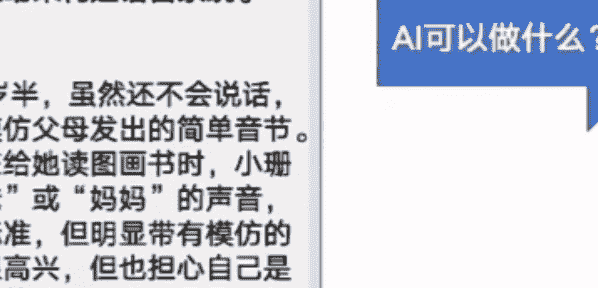 岁半，虽然还不会说话，
模仿父母发出的简单音节。
给她读图画书时，小珊
”或“妈妈”的声音，
准，但明显带有模仿的
高兴，但也担心自己是
AI可以做什么？